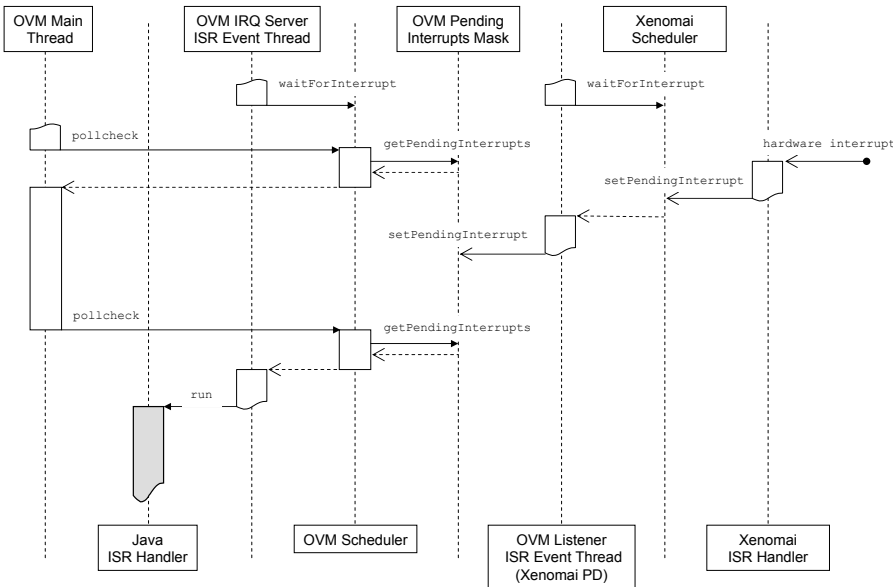 OVM Main
Thread
OVM IRQ Server
ISR Event Thread
OVM Pending
Interrupts Mask
Xenomai
Scheduler
waitForInterrupt
waitForInterrupt
pollcheck
getPendingInterrupts
hardware interrupt
setPendingInterrupt
setPendingInterrupt
pollcheck
getPendingInterrupts
run
Java
ISR Handler
OVM Scheduler
OVM Listener
ISR Event Thread
(Xenomai PD)
Xenomai
ISR Handler